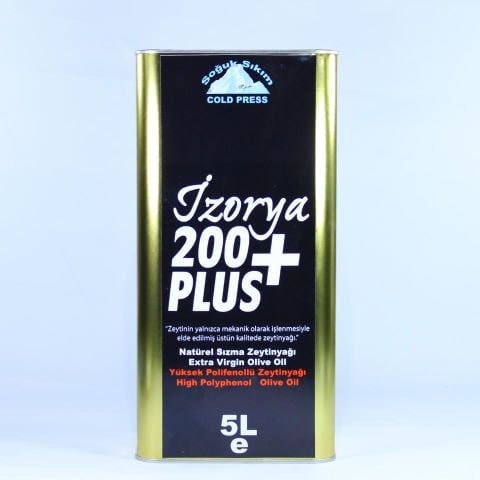 Soğuk Sıkım
COLD PRESS
İzorya
200+
PLUS
"Zeytinin yalnızca mekanik olarak işlenmesiyle
elde edilmiş üstün kalitede zeytinyağı."
Natürel Sızma Zeytinyağı
Extra Virgin Olive Oil
Yüksek Polifenollü Zeytinyağı
High Polyphenol Olive Oil
5L
e